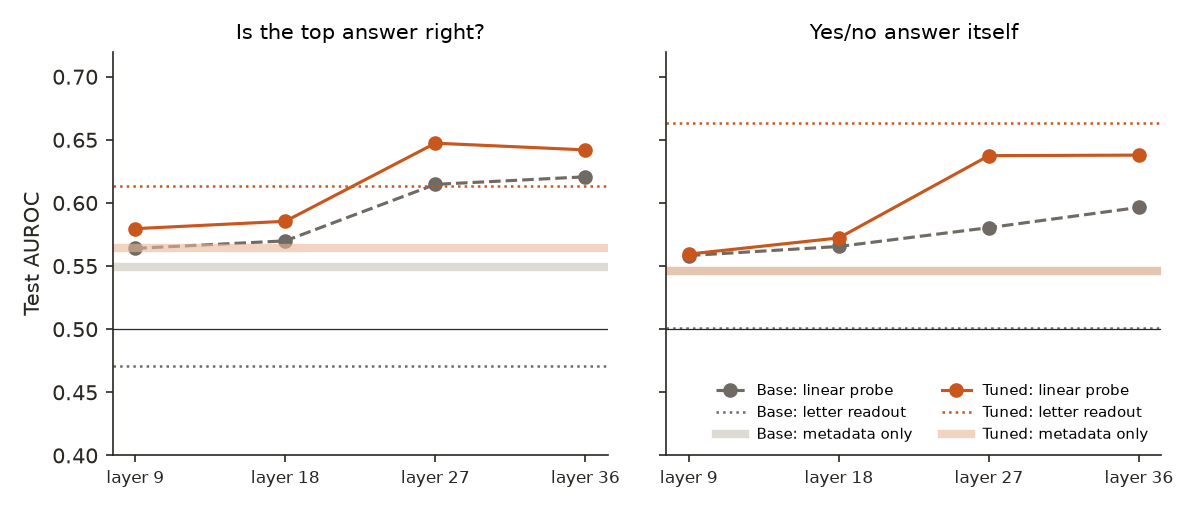 Is the top answer right?
Yes/no answer itself
Test AUROC
0.70
0.65
0.60
0.55
0.50
0.45
0.40
layer 9
layer 18
layer 27
layer 36
layer 9
layer 18
layer 27
layer 36
Base: linear probe
Base: letter readout
Base: metadata only
Tuned: linear probe
Tuned: letter readout
Tuned: metadata only